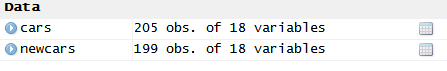 Data
cars 205 obs. of 18 variables
newcars 199 obs. of 18 variables